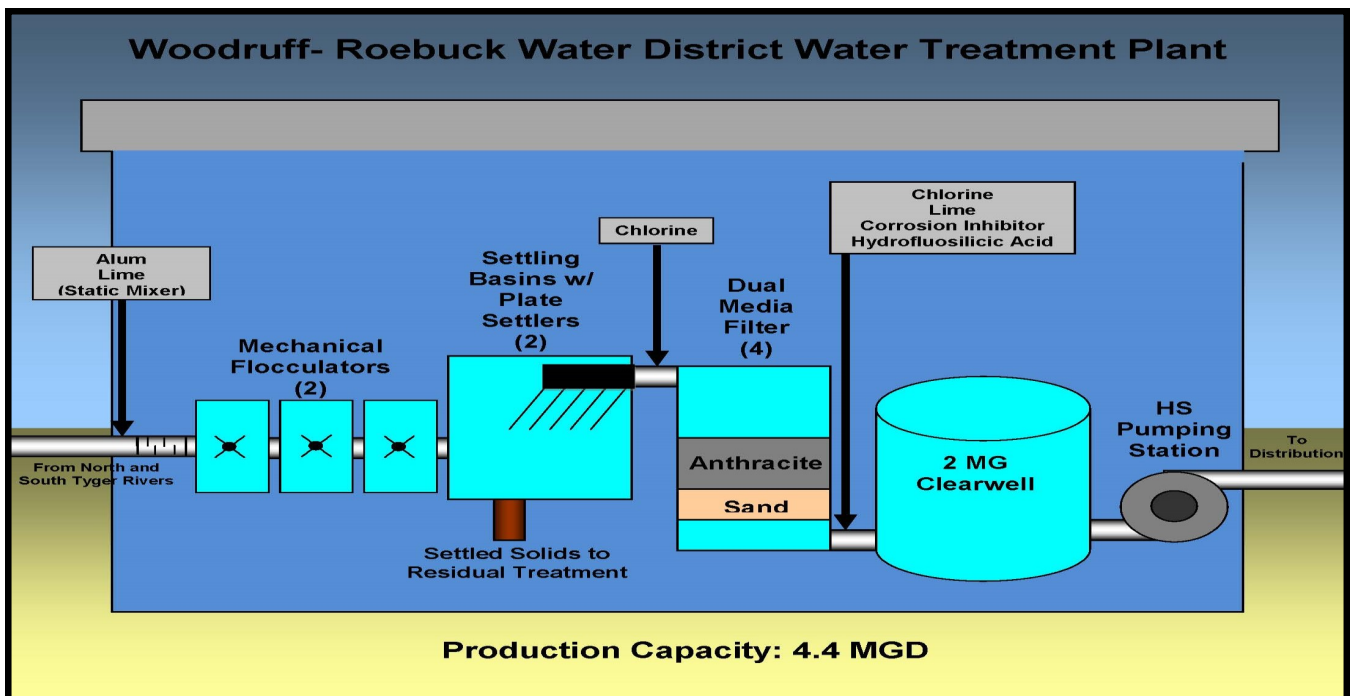 Woodruff- Roebuck Water District Water Treatment Plant
Alum
Lime
(Static Mixer)
Mechanical
Flocculators
(2)
Settling
Basins w/
Plate
Settlers
(2)
Chlorine
Dual
Media
Filter
(4)
Chlorine
Lime
Corrosion Inhibitor
Hydrofluosilicic Acid
From North and
South Tyger Rivers
Settled Solids to
Residual Treatment
Anthracite
Sand
2 MG
Clearwell
HS
Pumping
Station
To
Distribution
Production Capacity: 4.4 MGD